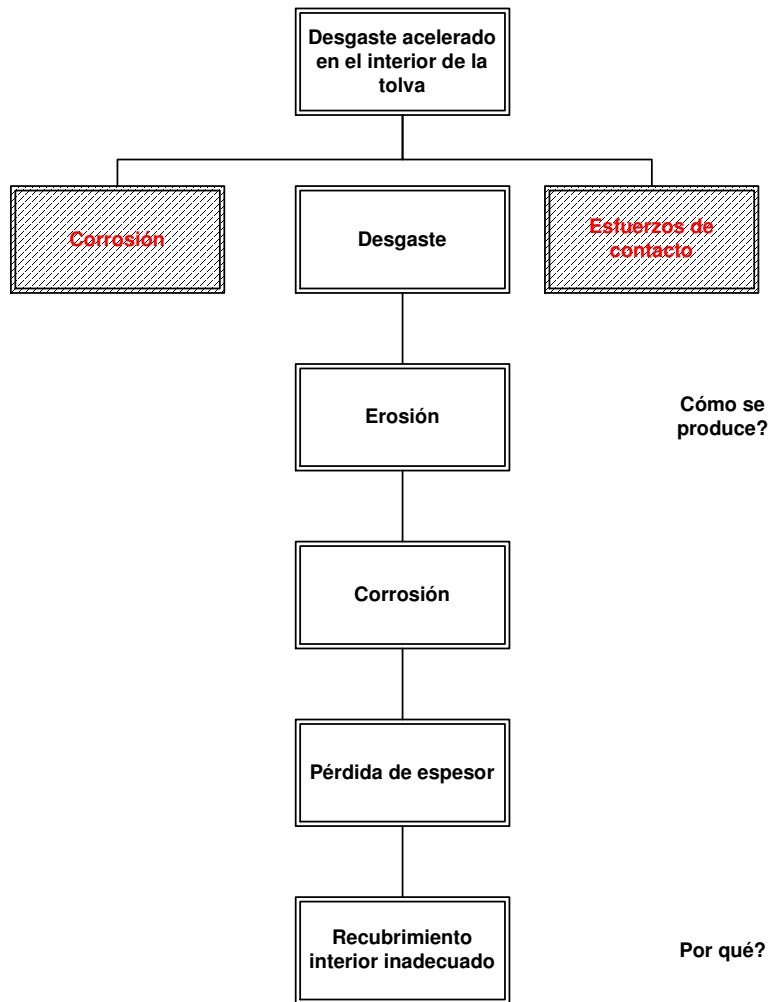 Desgaste acelerado
en el interior de la
tolva
Corrosión
Desgaste
Esfuerzos de
contacto
Erosión
Cómo se
produce?
Corrosión
Pérdida de espesor
Recubrimiento
interior inadecuado
Por qué?